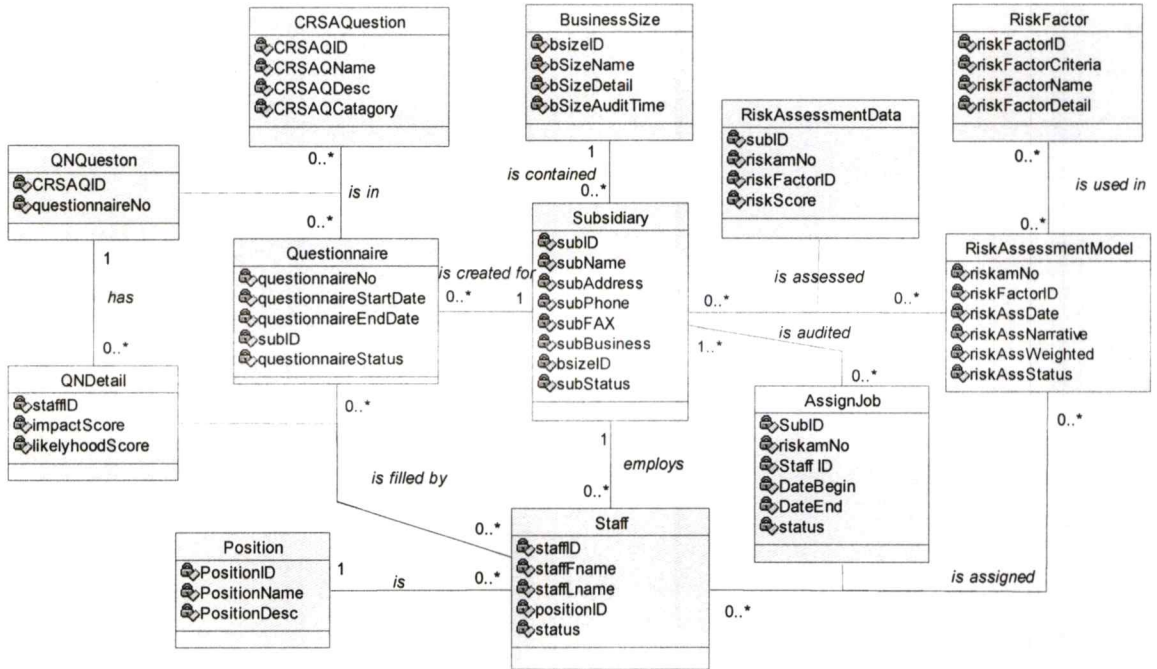 CRSAQuestion
CRSAQID
CRSAQName
CRSAQDesc
CRSAQCatagory
BusinessSize
bsizeID
bSizeName
bSizeDetail
bSizeAuditTime
RiskFactor
riskFactorID
riskFactorCriteria
riskFactorName
riskFactorDetail
RiskAssessmentData
subID
riskamNo
riskFactorID
riskScore
QNQueston
CRSAQID
questionnaireNo
0..*
is in
0..*
1
is contained
0..*
0..*
is used in
0..*
Questionnaire
questionnaireNo
questionnaireStartDate
questionnaireEndDate
subID
questionnaireStatus
is created for
0..*
1
Subsidiary
subID
subName
subAddress
subPhone
subFAX
subBusiness
bsizeID
subStatus
is assessed
0..*
0..*
RiskAssessmentModel
riskamNo
riskFactorID
riskAssDate
riskAssNarrative
riskAssWeighted
riskAssStatus
1
has
0..*
is audited
1..*
0..*
QNDetail
staffID
impactScore
likelyhoodScore
AssignJob
SubID
riskamNo
Staff ID
DateBegin
DateEnd
status
0..*
is filled by
0..*
1
employs
0..*
0..*
is assigned
0..*
Position
PositionID
PositionName
PositionDesc
1
is
0..*
Staff
staffID
staffFname
staffLname
positionID
status